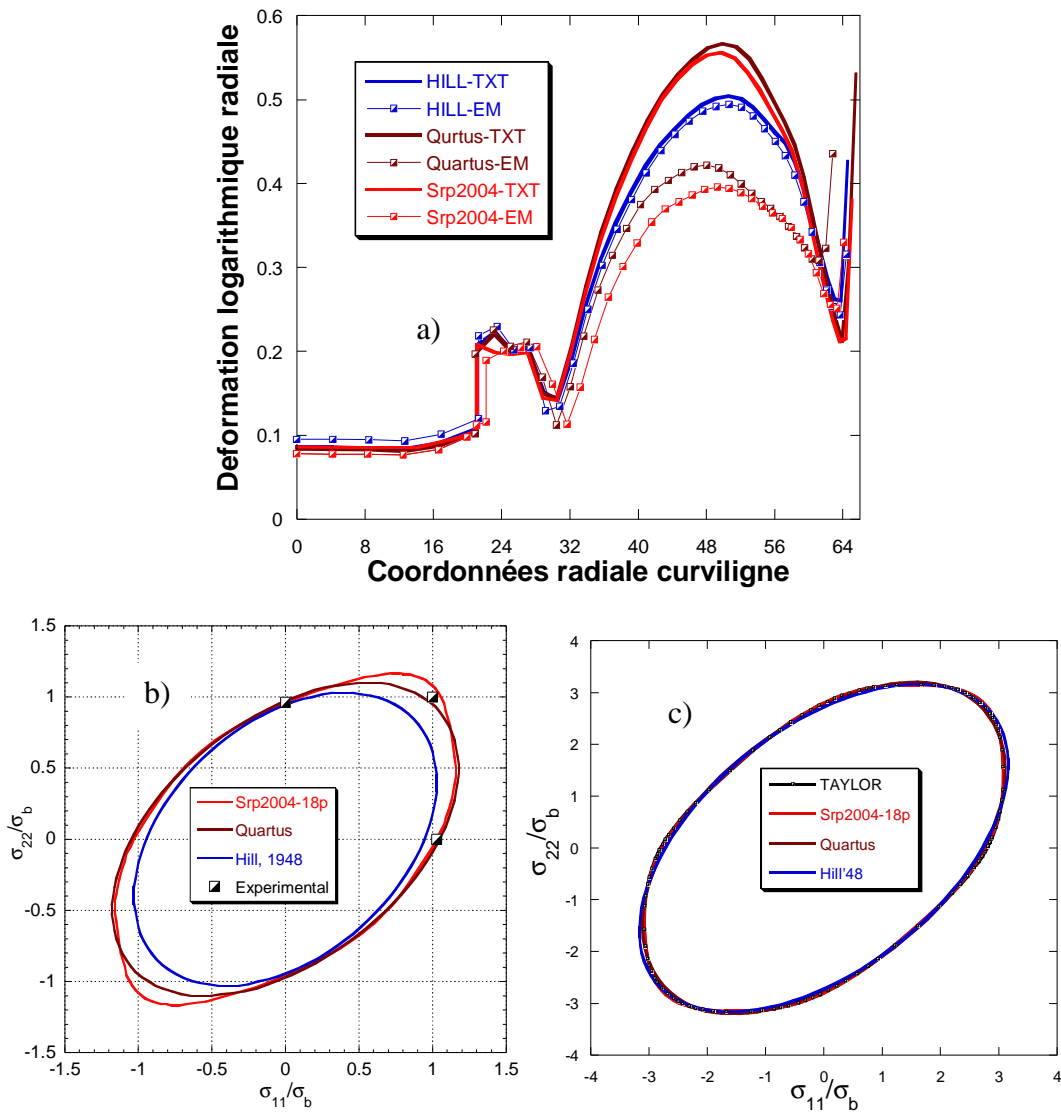 0.6
0.5
0.4
0.3
0.2
0.1
0
Deformation logarithmique radiale
HILL-TXT
HILL-EM
Qurtus-TXT
Quartus-EM
Srp2004-TXT
Srp2004-EM
a)
0 8 16 24 32 40 48 56 64
Coordonnées radiale curviligne
1.5
1
0.5
0
-0.5
-1
-1.5
σ22/σb
b)
Srp2004-18p
Quartus
Hill, 1948
Experimental
-1.5 -1 -0.5 0 0.5 1 1.5
σ11/σb
4
3
2
1
0
-1
-2
-3
-4
σ22/σb
c)
TAYLOR
Srp2004-18p
Quartus
Hill'48
-4 -3 -2 -1 0 1 2 3 4
σ11/σb